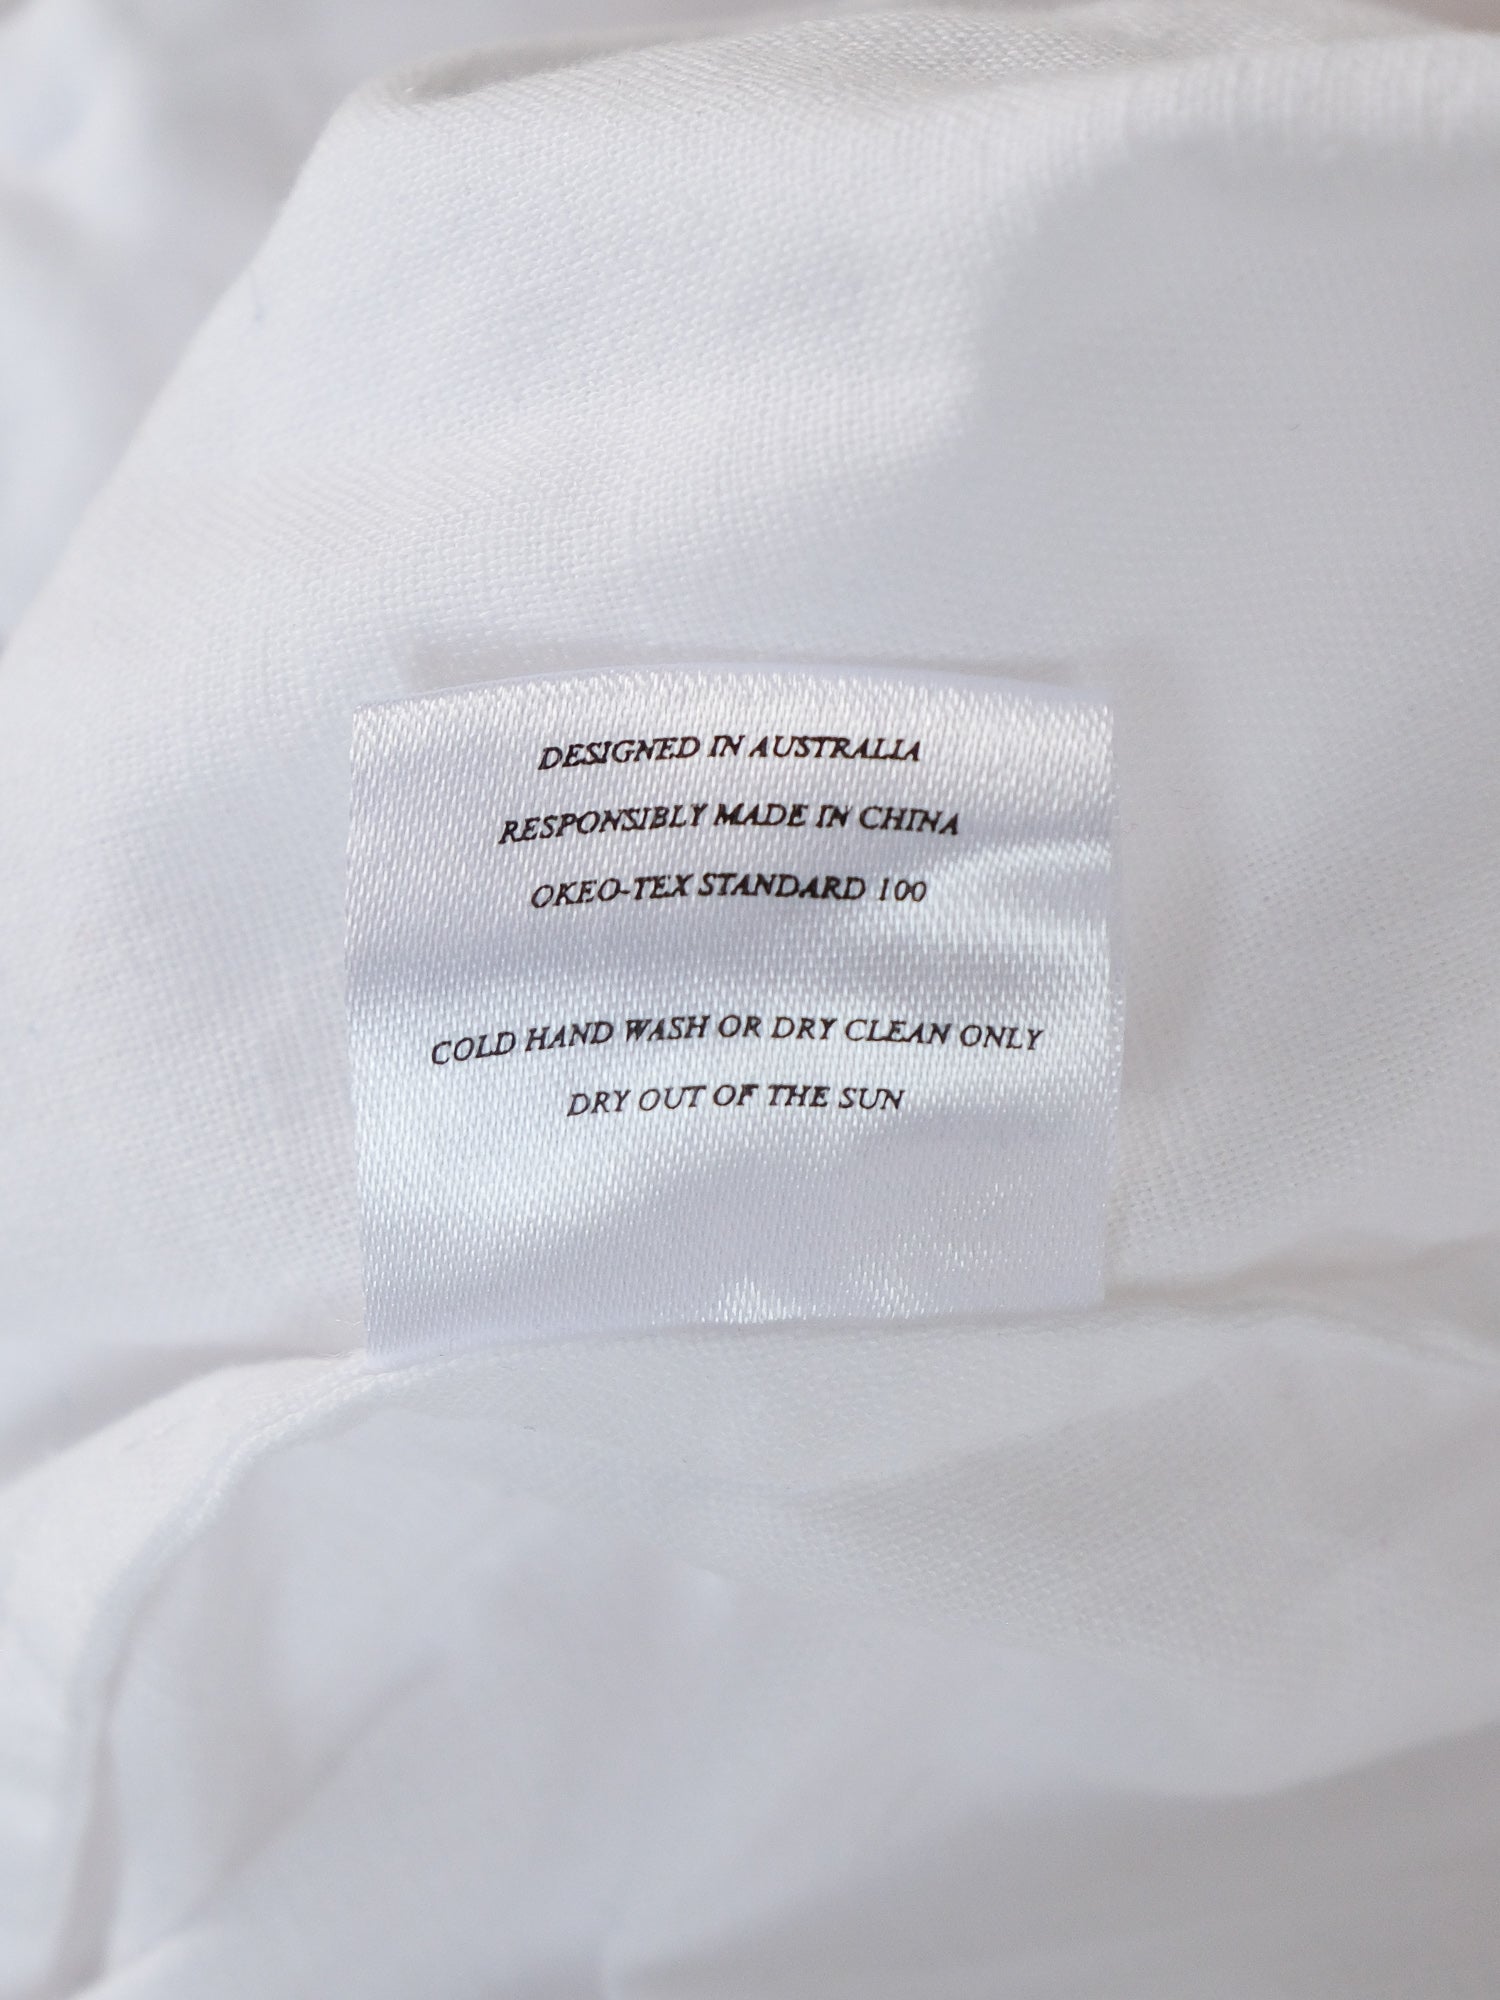 DESIGNED IN AUSTRALIA
RESPONSIBLY MADE IN CHINA
OKEO-TEX STANDARD 100
COLD HAND WASH OR DRY CLEAN ONLY
DRY OUT OF THE SUN